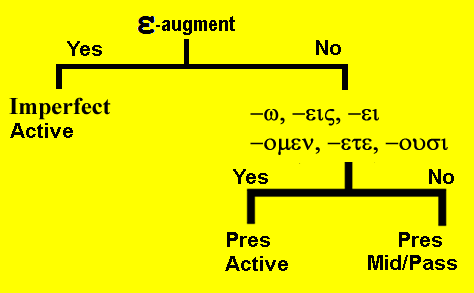 ε-augment
Yes No
Imperfect
Active
–ω, –εις, –ει
–ομεν, –ετε, –ουσι
Yes No
Pres Pres
Active Mid/Pass